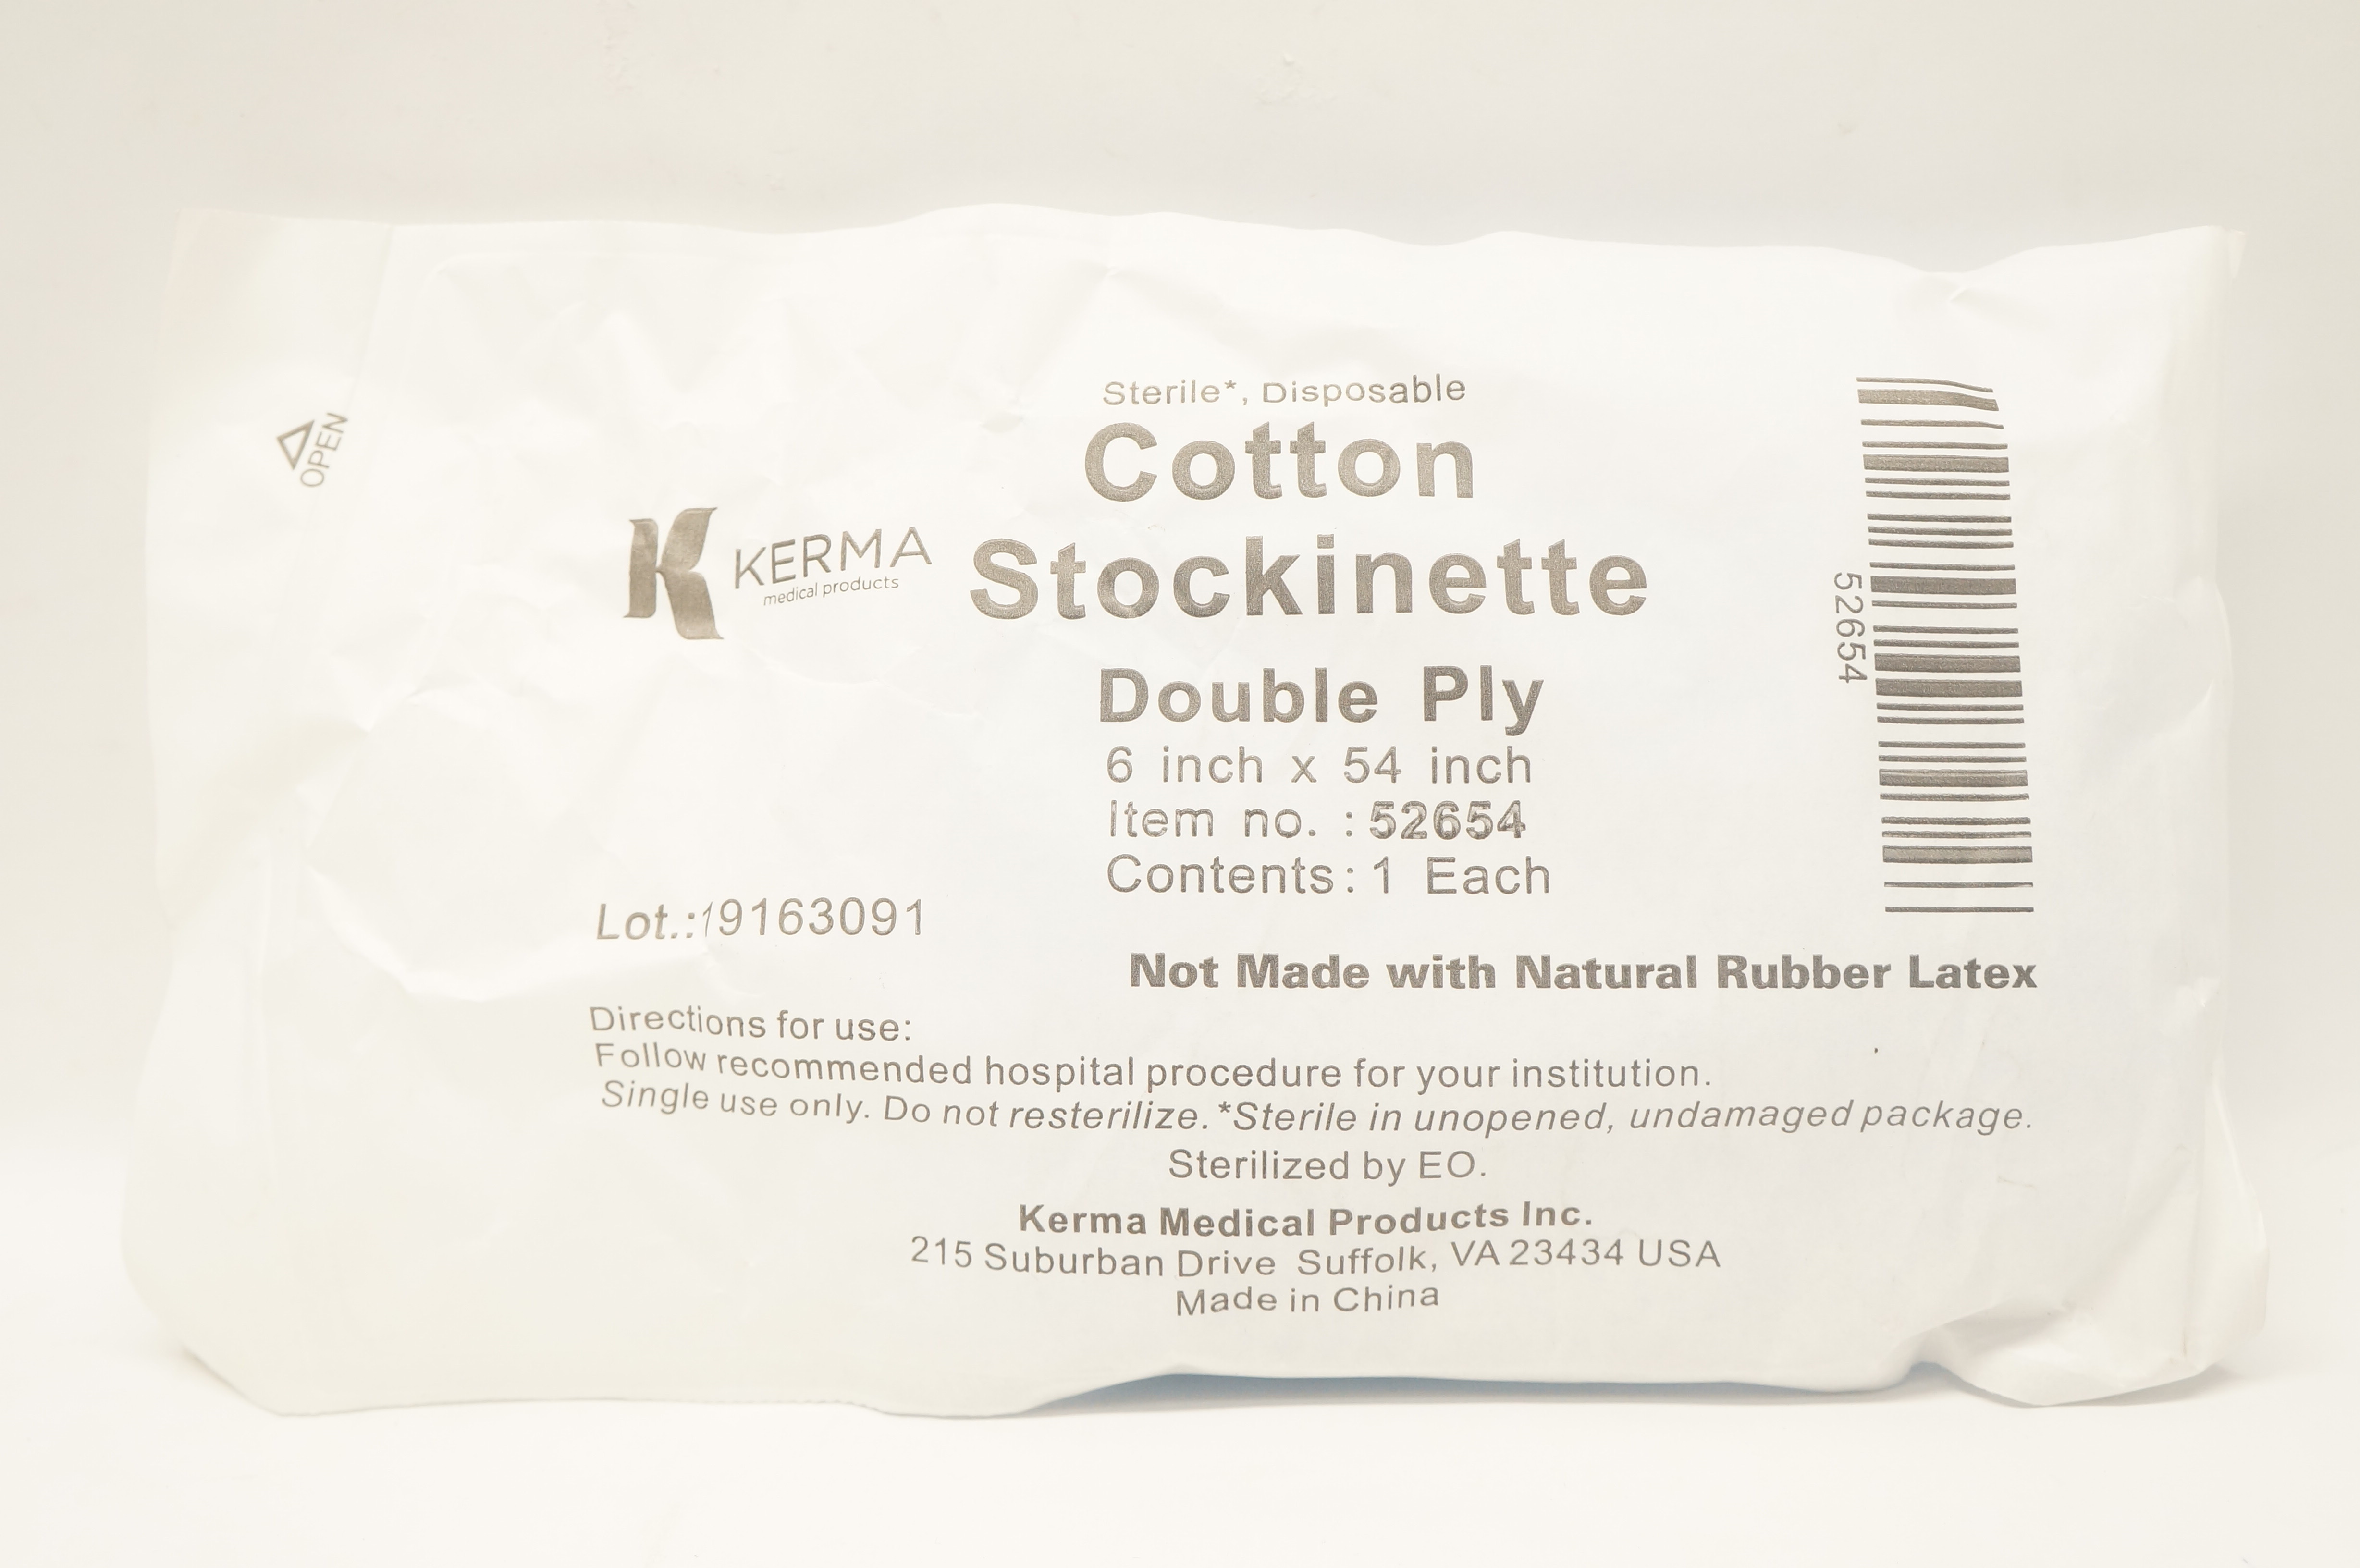 OPEN
KERMA
medical products
Sterile*, Disposable
Cotton
Stockinette
Double Ply
6 inch x 54 inch
Item no. : 52654
Contents: 1 Each
52654
Lot.:19163091
Not Made with Natural Rubber Latex
Directions for use:
Follow recommended hospital procedure for your institution.
Single use only. Do not resterilize. *Sterile in unopened, undamaged package.
Sterilized by EO.
Kerma Medical Products Inc.
215 Suburban Drive Suffolk, VA 23434 USA
Made in China